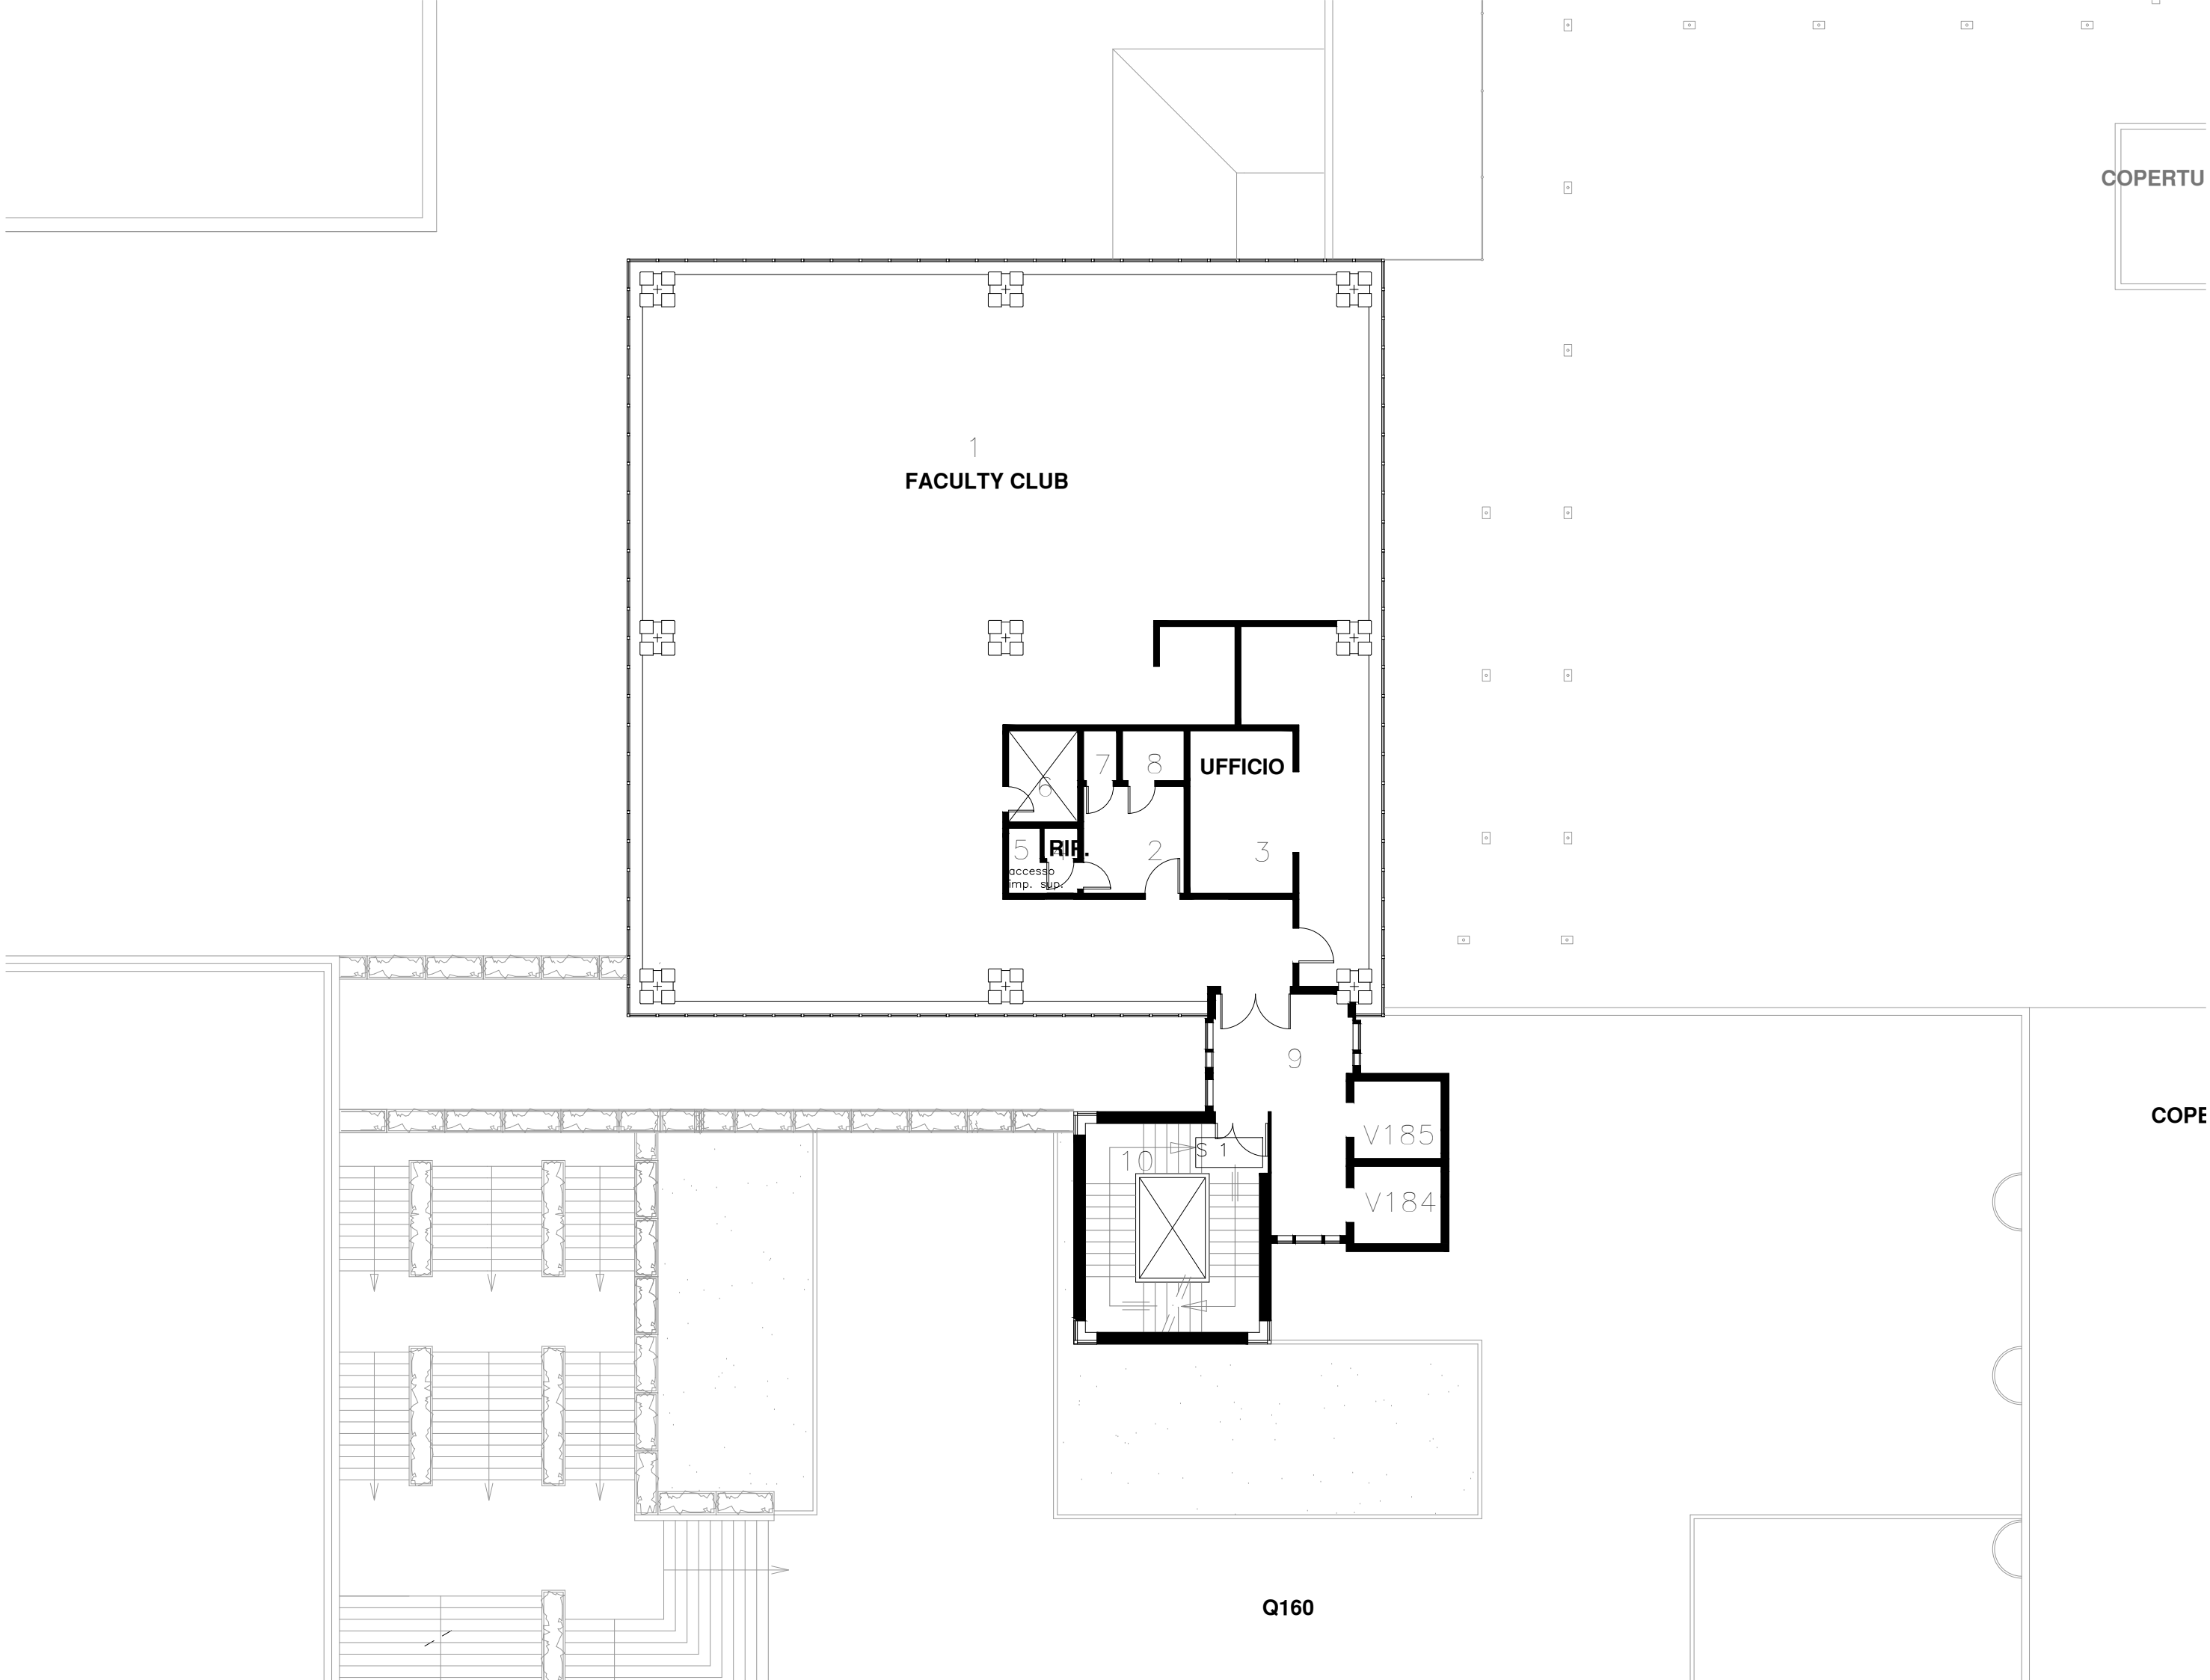 COPERTU
1
FACULTY CLUB
7
8
UFFICIO
6
5
RIP.
2
3
accesso
imp. sup.
9
COPE
V185
10
S 1
V184
Q160